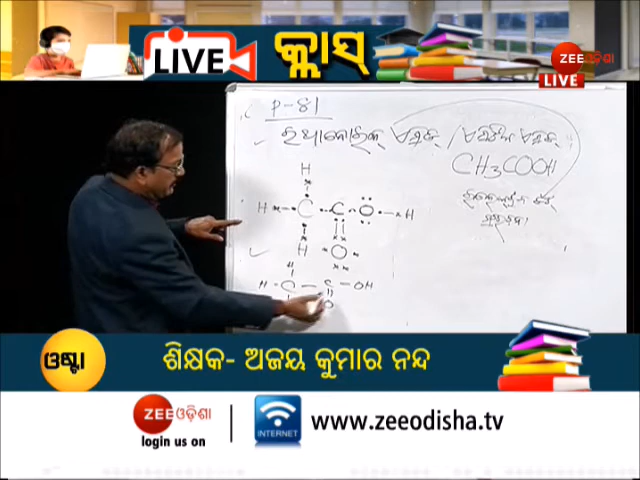 LIVE କ୍ଲାସ୍
ZEE ଓଡ଼ିଶା
LIVE
P-81
ଇଥାନୋଇକ୍ ଏସିଡ୍ / ଏସିଟିକ ଏସିଡ୍
CH3COOH
H
H C C O H
H O
H
H - C - C - OH
O
ଓଷ୍ଟା
ଶିକ୍ଷକ- ଅଜୟ କୁମାର ନନ୍ଦ
ZEE ଓଡ଼ିଶା
login us on
INTERNET
www.zeeodisha.tv